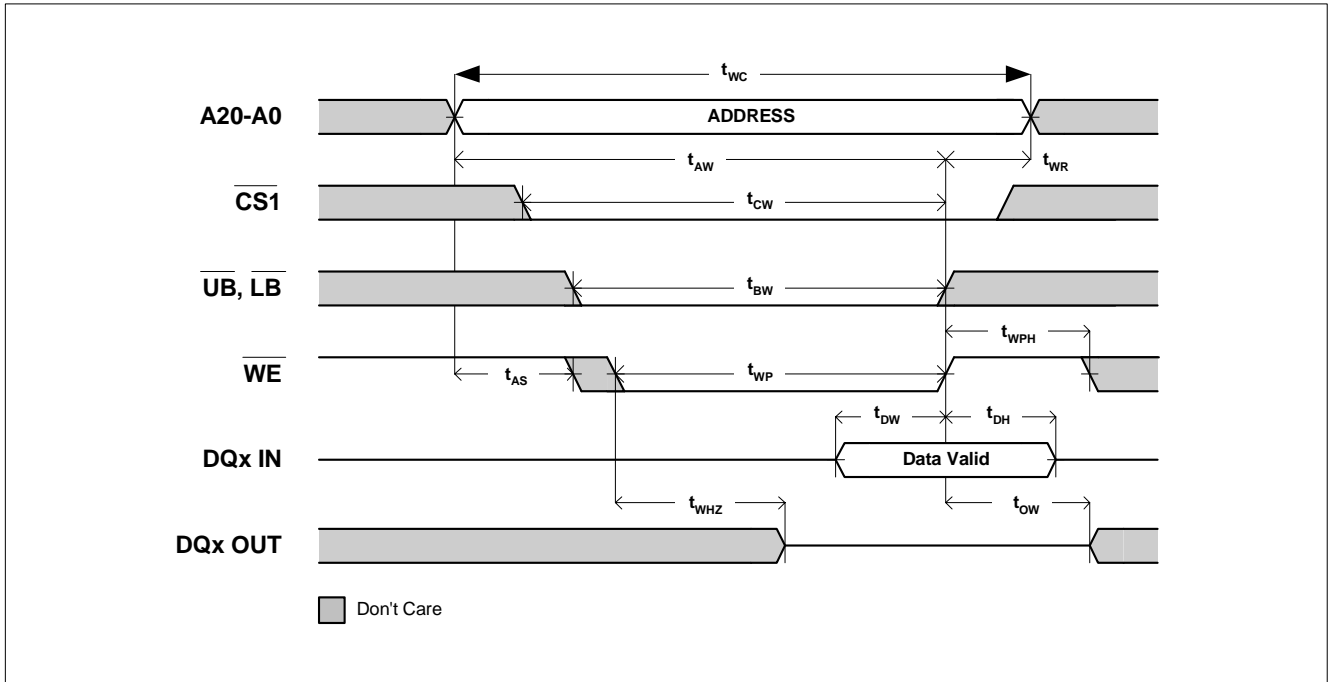 tWC
A20-A0
ADDRESS
tAW
tWR
CS1
tCW
UB, LB
tBW
tWPH
WE
tAS
tWP
tDW
tDH
DQx IN
Data Valid
tWHZ
tOW
DQx OUT
Don't Care